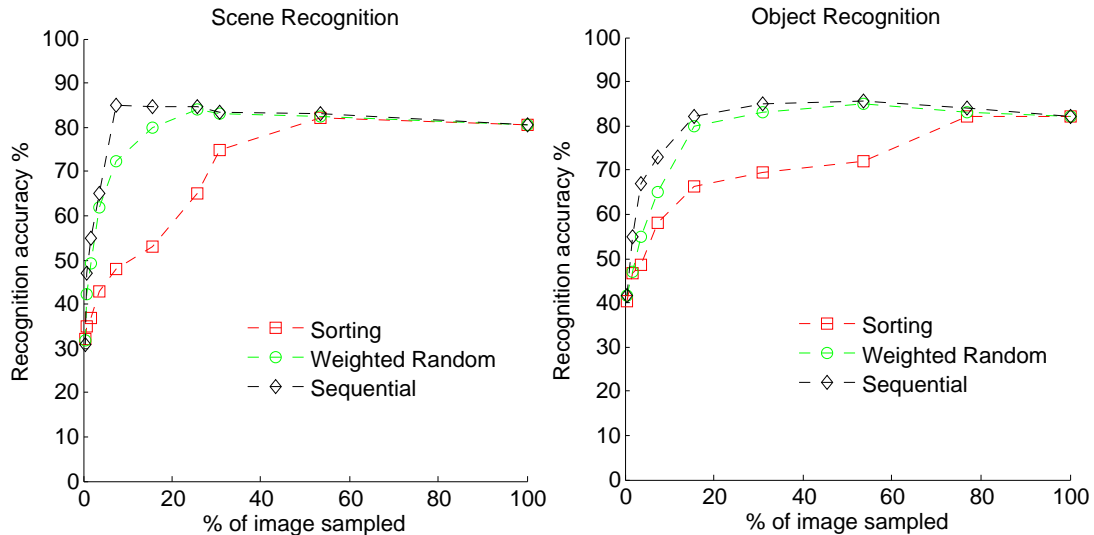 Scene Recognition
100
90
80
70
60
50
40
30
20
10
0
Recognition accuracy %
Sorting
Weighted Random
Sequential
0 20 40 60 80 100
% of image sampled
Object Recognition
100
90
80
70
60
50
40
30
20
10
0
Recognition accuracy %
Sorting
Weighted Random
Sequential
0 20 40 60 80 100
% of image sampled